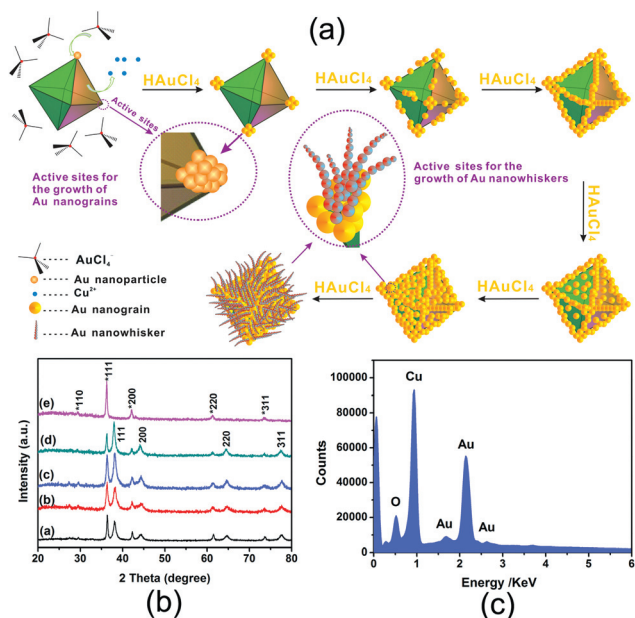 (a)
HAuCl₄
HAuCl₄
HAuCl₄
Active sites
Active sites for
the growth of
Au nanograins
Active sites for the
growth of Au nanowhiskers
HAuCl₄
AuCl₄⁻
Au nanoparticle
Cu²⁺
Au nanograin
Au nanowhisker
HAuCl₄
HAuCl₄
Intensity (a.u.)
(e)
(d)
(c)
(b)
(a)
*110
*111
*200
*220
*311
111
200
220
311
20 30 40 50 60 70 80
2 Theta (degree)
(b)
Counts
100000
80000
60000
40000
20000
0
O
Cu
Au
Au
Au
0 1 2 3 4 5 6
Energy /KeV
(c)